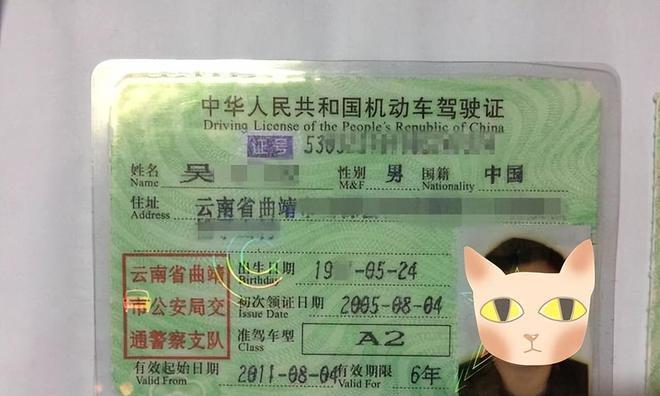 中华人民共和国机动车驾驶证
Driving License of the People's Republic of China
证号 530
姓名 吴 性别 男 国籍 中国
Name M&F Nationality
住址 云南省曲靖
Address
云南省曲靖
市公安局交
通警察支队
出生日期 19 -05-24
Birthday
初次领证日期 2005-08-04
Issue Date
准驾车型 A2
Class
有效起始日期 2011-08-04 有效期限 6年
Valid From Valid For